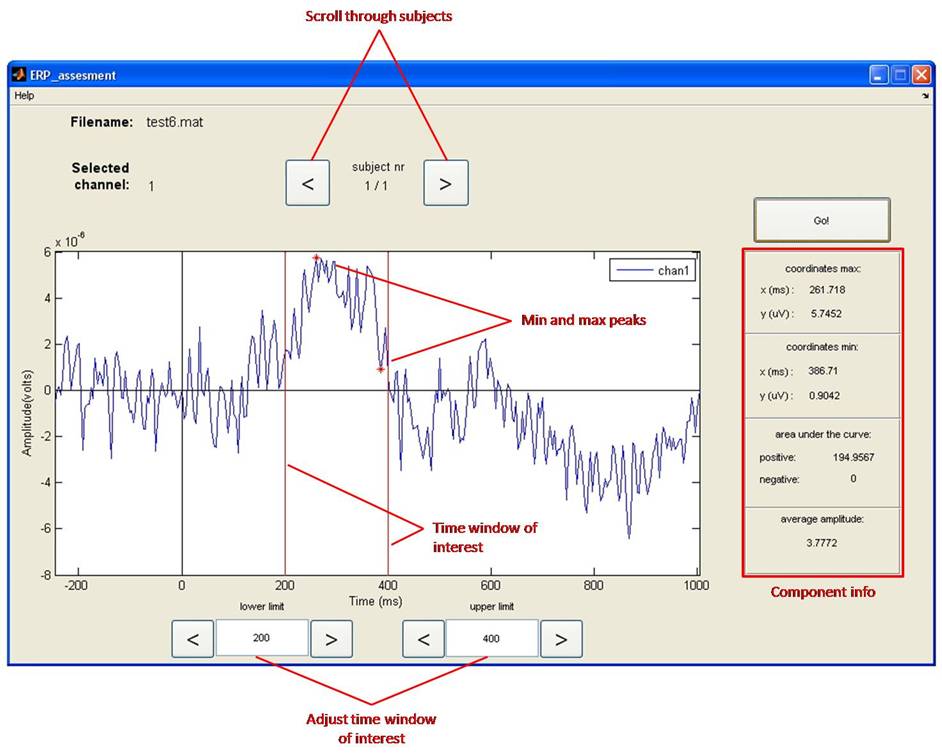 Scroll through subjects
ERP_assesment
Help
Filename: test6.mat
Selected
channel: 1
<
subject nr
1 / 1
>
Go!
x 10-6
chan1
6
4
2
0
-2
-4
-6
-8
Amplitude(volts)
-200 0 200 400 600 800 1000
Time (ms)
Min and max peaks
Time window of
interest
coordinates max:
x (ms) : 261.718
y (uV) : 5.7452
coordinates min:
x (ms) : 386.71
y (uV) : 0.9042
area under the curve:
positive: 194.9567
negative: 0
average amplitude:
3.7772
Component info
lower limit
< 200 >
upper limit
< 400 >
Adjust time window
of interest